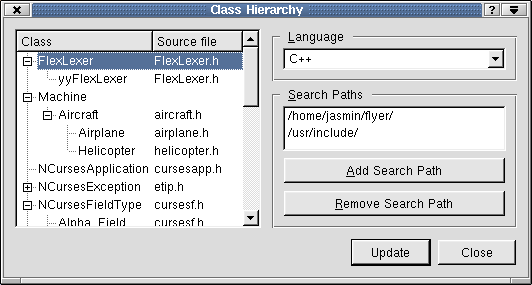 Class Hierarchy
Class Source file
FlexLexer FlexLexer.h
yyFlexLexer FlexLexer.h
Machine
Aircraft aircraft.h
Airplane airplane.h
Helicopter helicopter.h
NCursesApplication cursesapp.h
NCursesException etip.h
NCursesFieldType cursesf.h
Alpha_Field cursesf.h
Language
C++
Search Paths
/home/jasmin/flyer/
/usr/include/
Add Search Path
Remove Search Path
Update Close